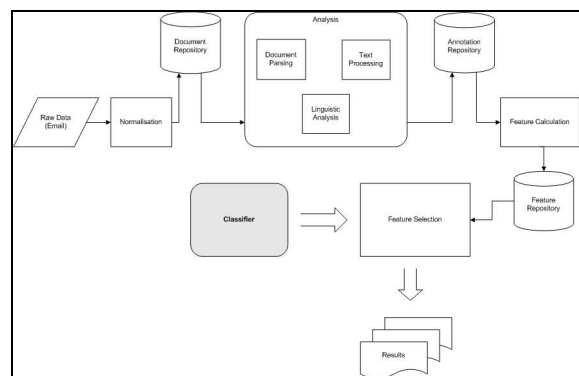 Analysis
Document
Repository
Annotation
Repository
Document
Parsing
Text
Processing
Linguistic
Analysis
Raw Data
(Email)
Normalisation
Feature Calculation
Classifier
Feature Selection
Feature
Repository
Results